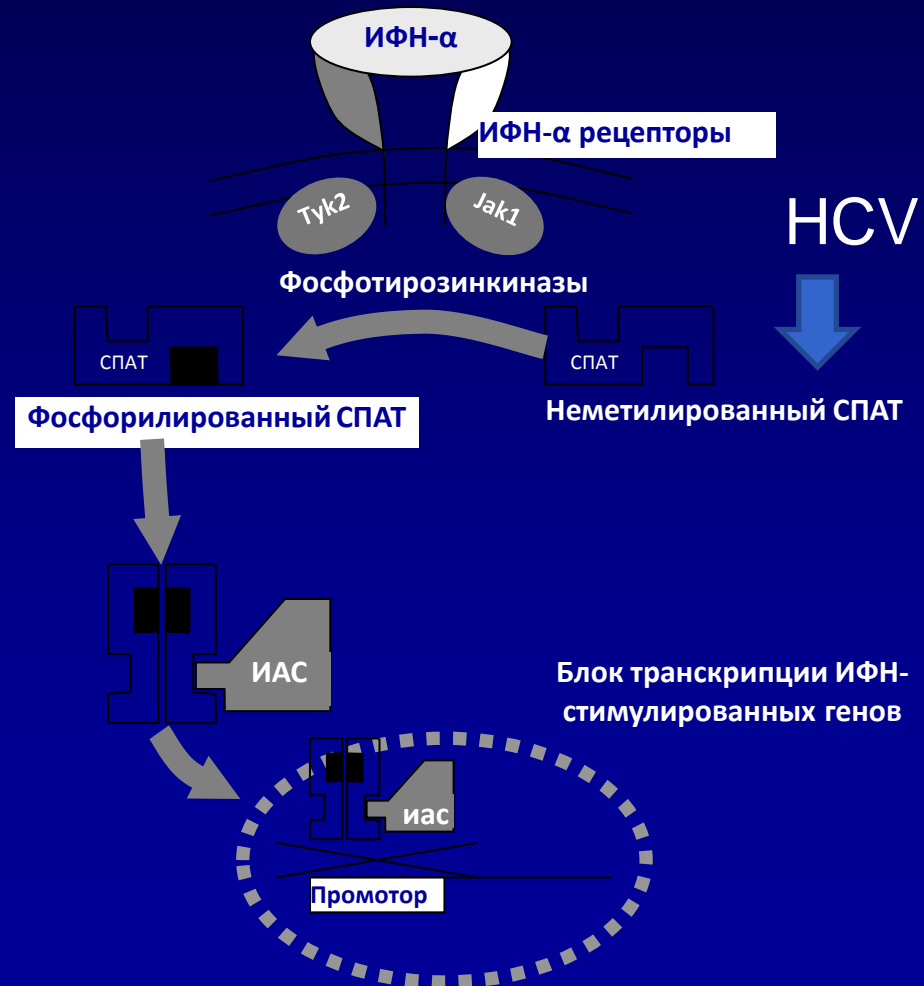 ИФН-α
ИФН-α рецепторы
Tyk2
Jak1
HCV
Фосфотирозинкиназы
СПАТ
СПАТ
Фосфорилированный СПАТ
Неметилированный СПАТ
ИАС
Блок транскрипции ИФН-
стимулированных генов
иас
Промотор